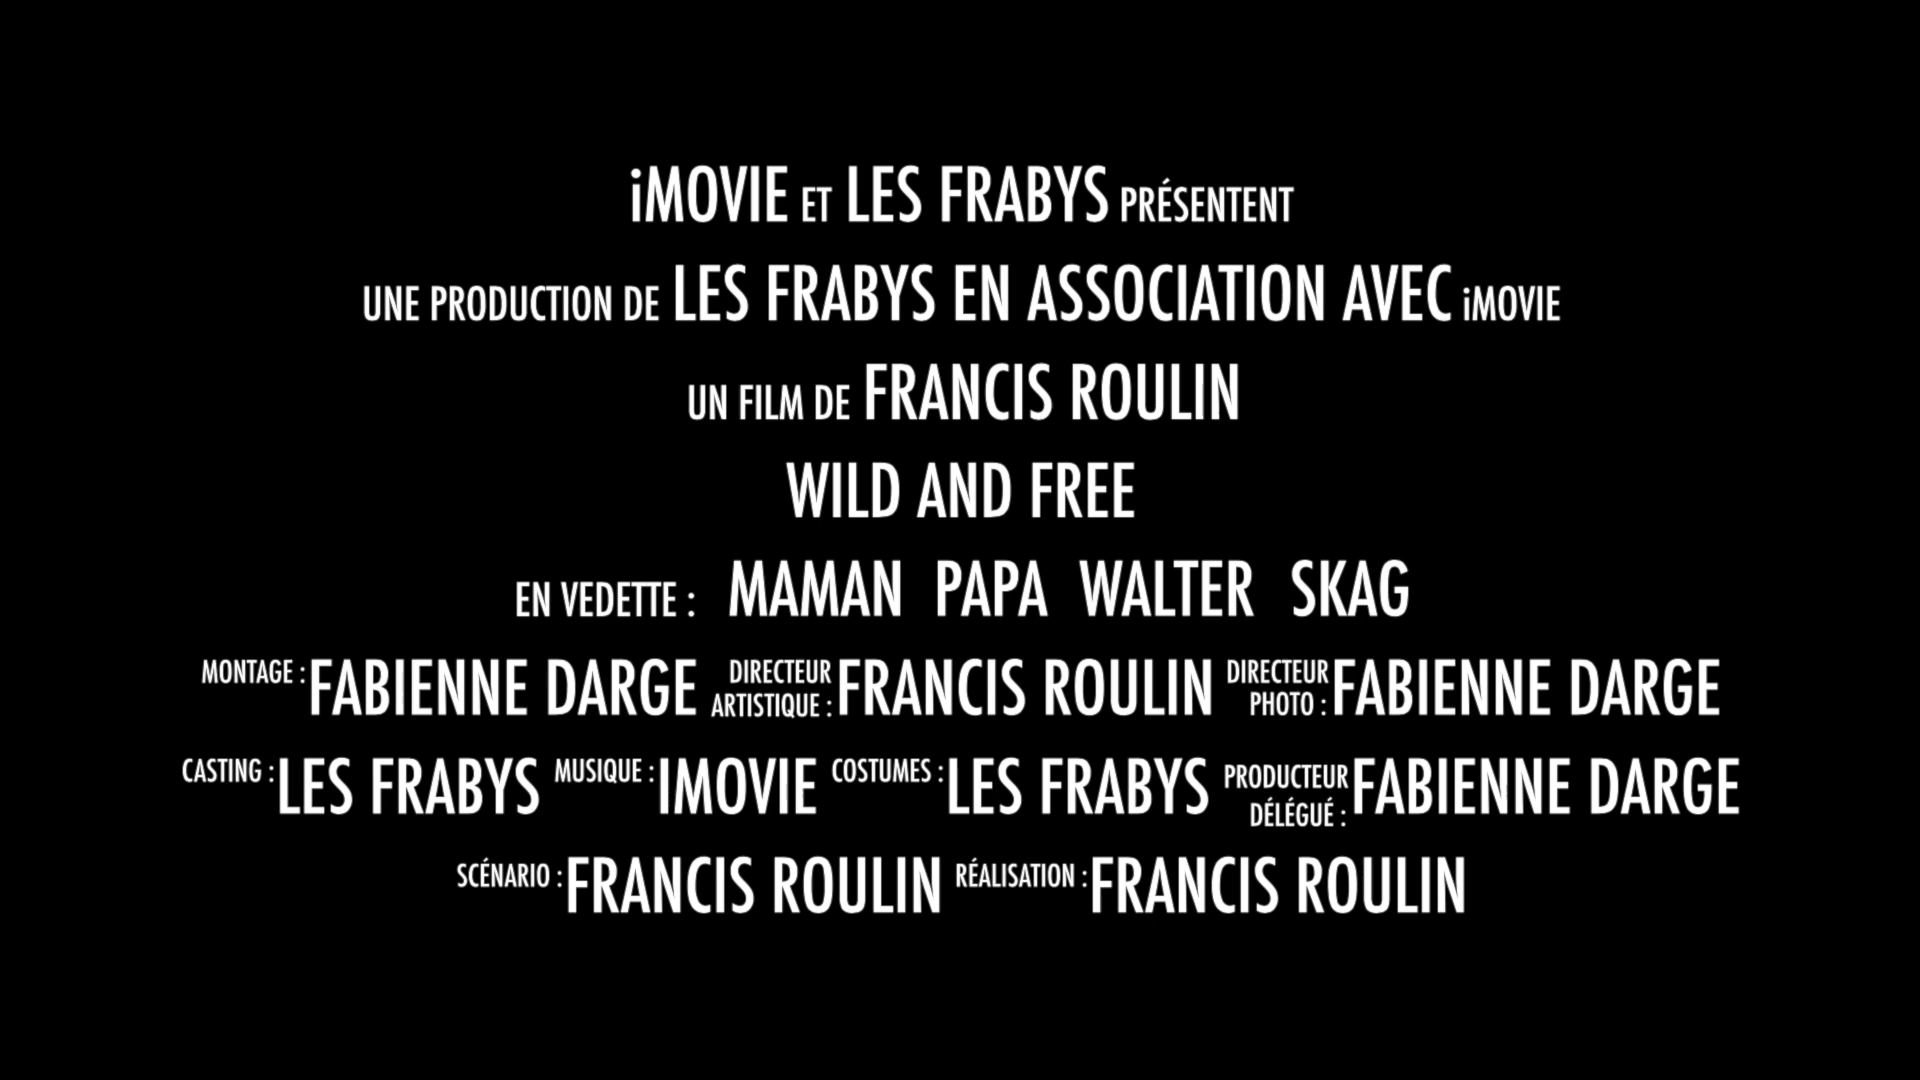 iMOVIE ET LES FRABYS PRÉSENTENT
UNE PRODUCTION DE LES FRABYS EN ASSOCIATION AVEC iMOVIE
UN FILM DE FRANCIS ROULIN
WILD AND FREE
EN VEDETTE : MAMAN PAPA WALTER SKAG
MONTAGE : FABIENNE DARGE DIRECTEUR ARTISTIQUE : FRANCIS ROULIN DIRECTEUR PHOTO : FABIENNE DARGE
CASTING : LES FRABYS MUSIQUE : IMOVIE COSTUMES : LES FRABYS PRODUCTEUR DÉLÉGUÉ : FABIENNE DARGE
SCÉNARIO : FRANCIS ROULIN RÉALISATION : FRANCIS ROULIN